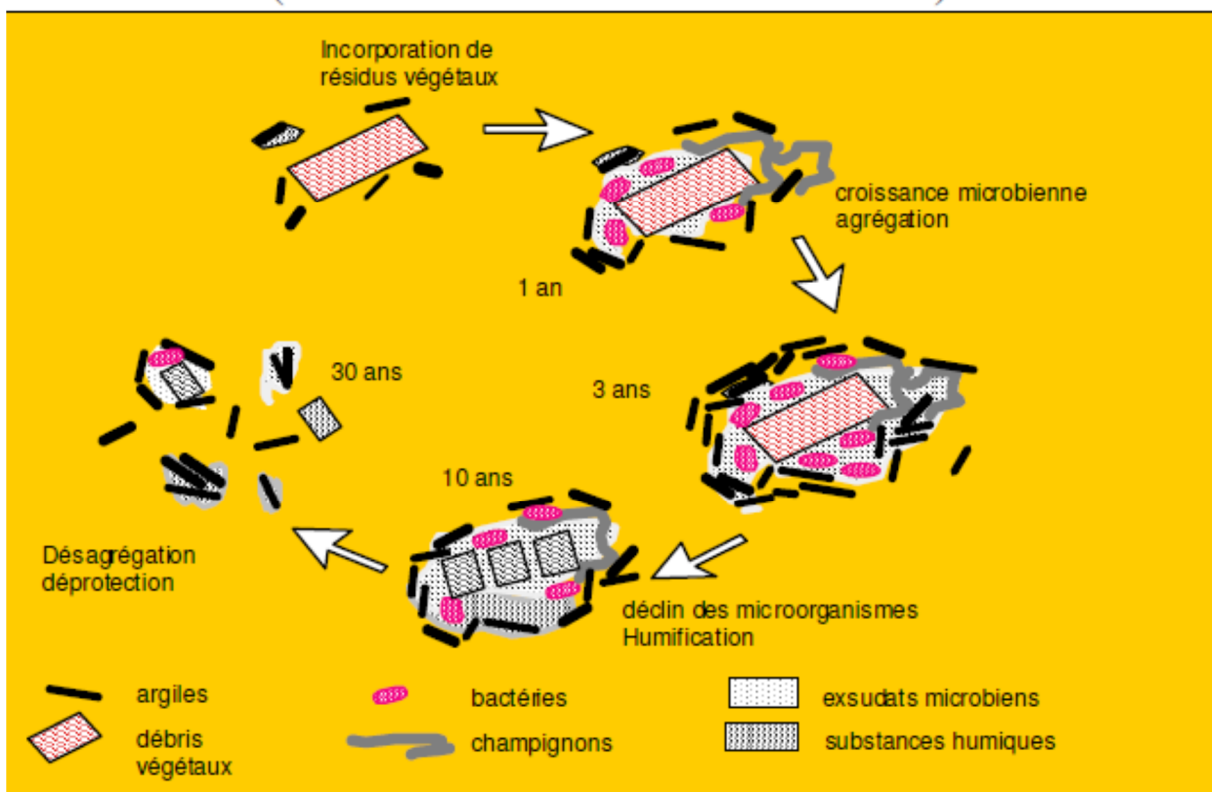 Incorporation de
résidus végétaux
croissance microbienne
agrégation
1 an
3 ans
30 ans
10 ans
Désagrégation
déprotection
déclin des microorganismes
Humification
argiles
bactéries
exsudats microbiens
débris
végétaux
champignons
substances humiques